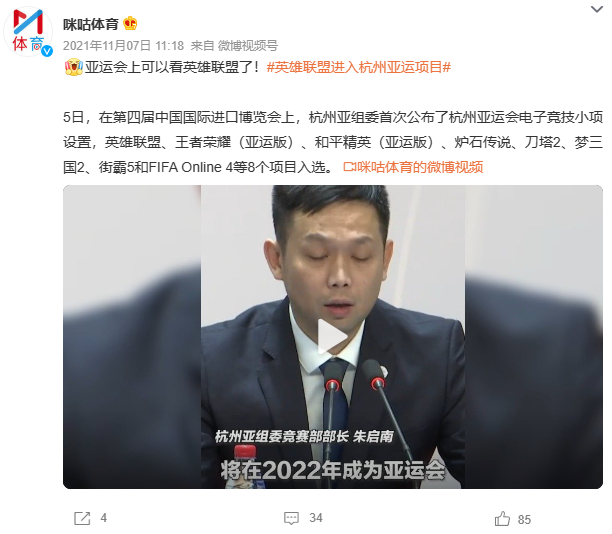 体育
咪咕体育
2021年11月07日 11:18 来自 微博视频号
亚运会上可以看英雄联盟了！#英雄联盟进入杭州亚运项目#
5日，在第四届中国国际进口博览会上，杭州亚组委首次公布了杭州亚运会电子竞技小项
设置，英雄联盟、王者荣耀（亚运版）、和平精英（亚运版）、炉石传说、刀塔2、梦三
国2、街霸5和FIFA Online 4等8个项目入选。 咪咕体育的微博视频
杭州亚组委竞赛部部长 朱启南
将在2022年成为亚运会
4
34
85